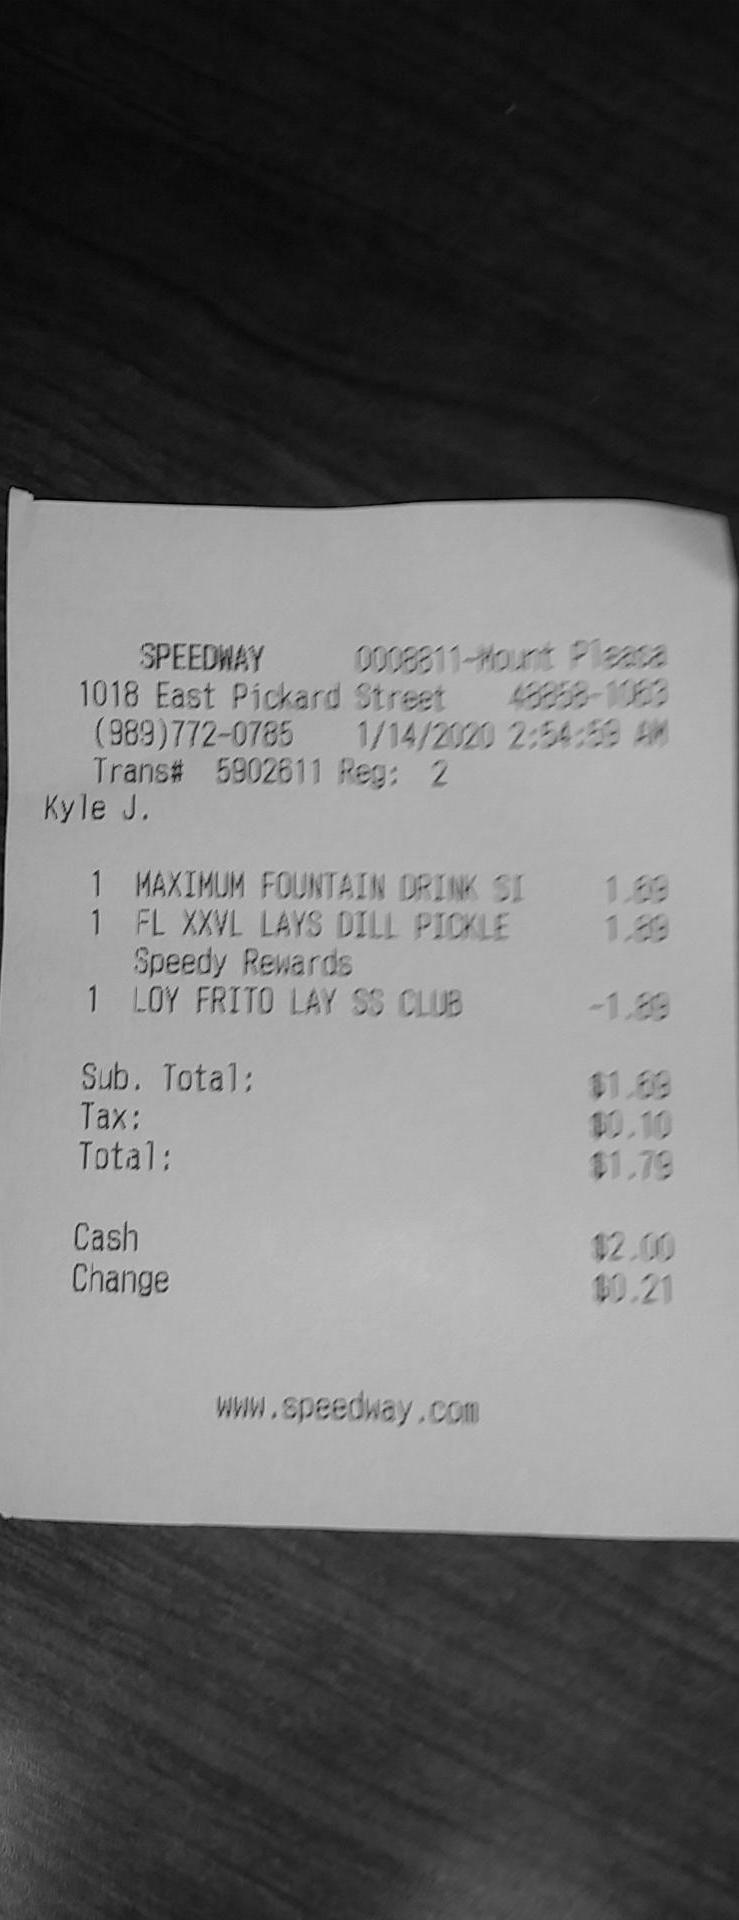 SPEEDWAY 0008811-Mount Pleasa
1018 East Pickard Street 48858-1083
(989)772-0785 1/14/2020 2:54:59 AM
Trans# 5902611 Reg: 2
Kyle J.
1 MAXIMUM FOUNTAIN DRINK SI 1.69
1 FL XXVL LAYS DILL PICKLE 1.89
Speedy Rewards
1 LOY FRITO LAY SS CLUB -1.89
Sub. Total: $1.69
Tax: $0.10
Total: $1.79
Cash $2.00
Change $0.21
www.speedway.com